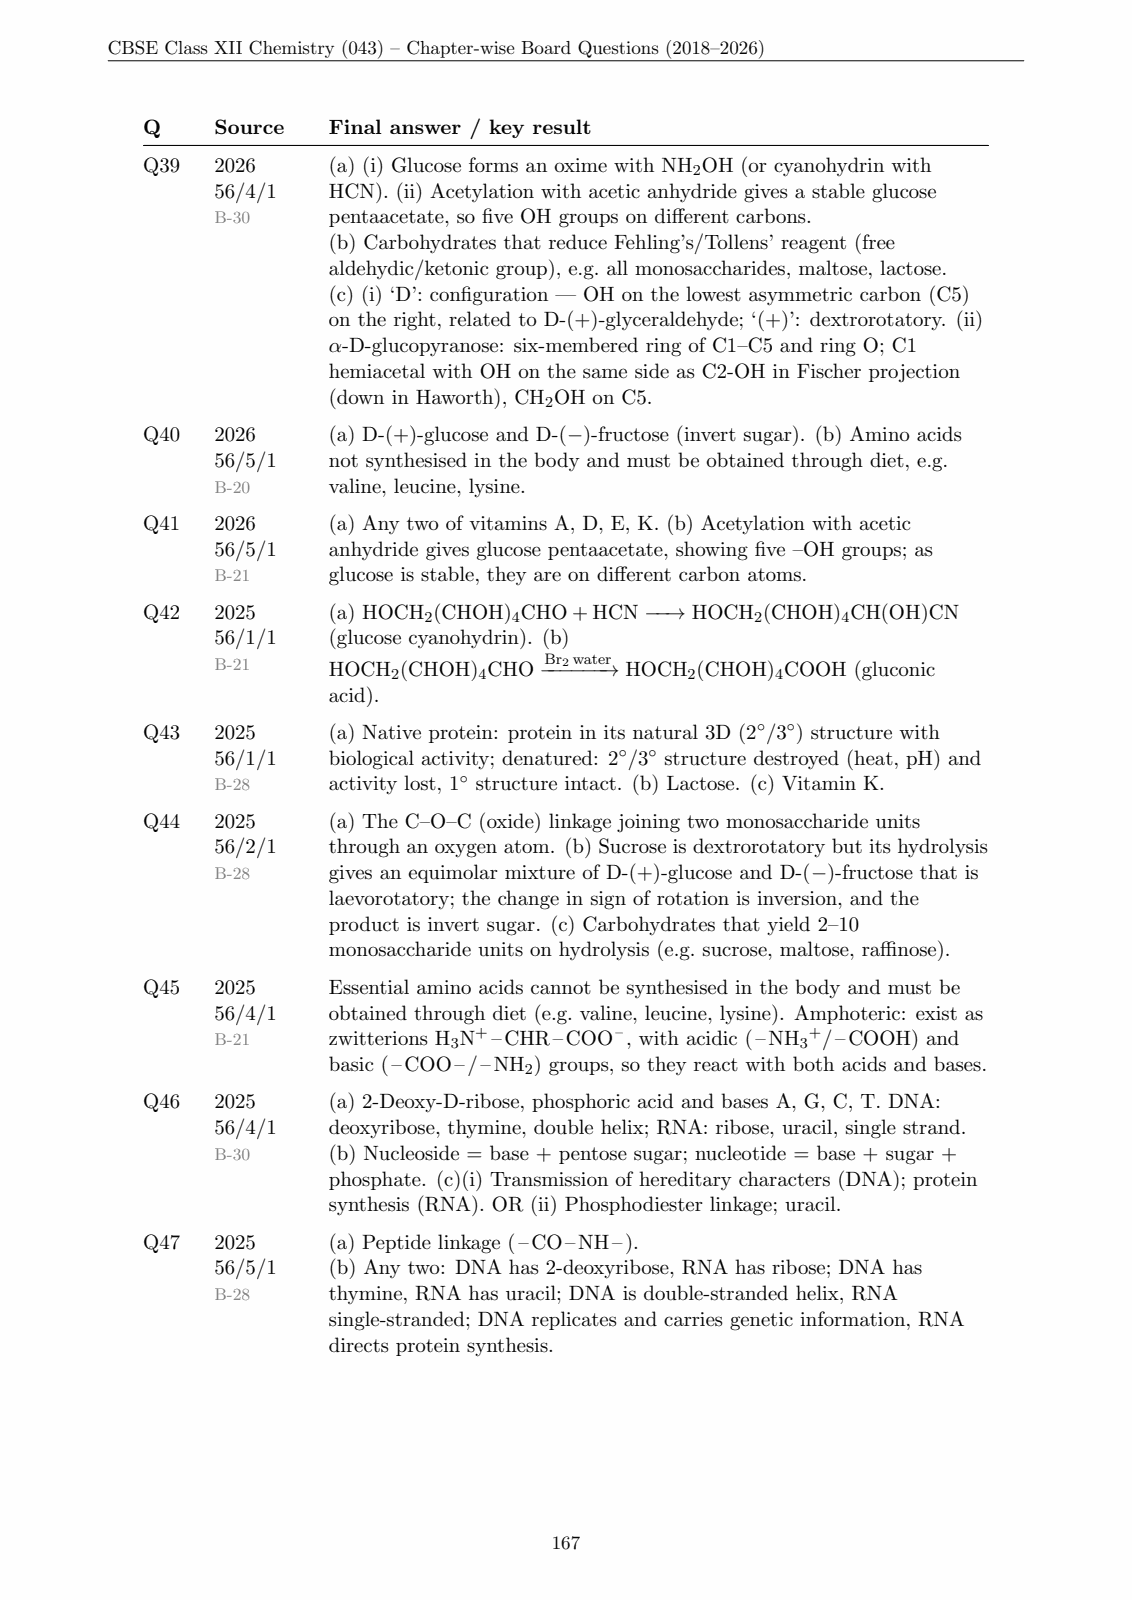 CBSE Class XII Chemistry (043) – Chapter-wise Board Questions (2018–2026)
Q Source Final answer / key result
Q39 2026 (a) (i) Glucose forms an oxime with NH₂OH (or cyanohydrin with
56/4/1 HCN). (ii) Acetylation with acetic anhydride gives a stable glucose
B-30 pentaacetate, so five OH groups on different carbons.
(b) Carbohydrates that reduce Fehling's/Tollens' reagent (free
aldehydic/ketonic group), e.g. all monosaccharides, maltose, lactose.
(c) (i) ‘D’: configuration — OH on the lowest asymmetric carbon (C5)
on the right, related to D-(+)-glyceraldehyde; ‘(+)’: dextrorotatory. (ii)
α-D-glucopyranose: six-membered ring of C1–C5 and ring O; C1
hemiacetal with OH on the same side as C2-OH in Fischer projection
(down in Haworth), CH₂OH on C5.
Q40 2026 (a) D-(+)-glucose and D-(−)-fructose (invert sugar). (b) Amino acids
56/5/1 not synthesised in the body and must be obtained through diet, e.g.
B-20 valine, leucine, lysine.
Q41 2026 (a) Any two of vitamins A, D, E, K. (b) Acetylation with acetic
56/5/1 anhydride gives glucose pentaacetate, showing five –OH groups; as
B-21 glucose is stable, they are on different carbon atoms.
Q42 2025 (a) HOCH₂(CHOH)₄CHO + HCN ⟶ HOCH₂(CHOH)₄CH(OH)CN
56/1/1 (glucose cyanohydrin). (b)
B-21 HOCH₂(CHOH)₄CHO —Br₂ water→ HOCH₂(CHOH)₄COOH (gluconic
acid).
Q43 2025 (a) Native protein: protein in its natural 3D (2°/3°) structure with
56/1/1 biological activity; denatured: 2°/3° structure destroyed (heat, pH) and
B-28 activity lost, 1° structure intact. (b) Lactose. (c) Vitamin K.
Q44 2025 (a) The C–O–C (oxide) linkage joining two monosaccharide units
56/2/1 through an oxygen atom. (b) Sucrose is dextrorotatory but its hydrolysis
B-28 gives an equimolar mixture of D-(+)-glucose and D-(−)-fructose that is
laevorotatory; the change in sign of rotation is inversion, and the
product is invert sugar. (c) Carbohydrates that yield 2–10
monosaccharide units on hydrolysis (e.g. sucrose, maltose, raffinose).
Q45 2025 Essential amino acids cannot be synthesised in the body and must be
56/4/1 obtained through diet (e.g. valine, leucine, lysine). Amphoteric: exist as
B-21 zwitterions H₃N⁺–CHR–COO⁻, with acidic (–NH₃⁺/–COOH) and
basic (–COO–/–NH₂) groups, so they react with both acids and bases.
Q46 2025 (a) 2-Deoxy-D-ribose, phosphoric acid and bases A, G, C, T. DNA:
56/4/1 deoxyribose, thymine, double helix; RNA: ribose, uracil, single strand.
B-30 (b) Nucleoside = base + pentose sugar; nucleotide = base + sugar +
phosphate. (c)(i) Transmission of hereditary characters (DNA); protein
synthesis (RNA). OR (ii) Phosphodiester linkage; uracil.
Q47 2025 (a) Peptide linkage (–CO–NH–).
56/5/1 (b) Any two: DNA has 2-deoxyribose, RNA has ribose; DNA has
B-28 thymine, RNA has uracil; DNA is double-stranded helix, RNA
single-stranded; DNA replicates and carries genetic information, RNA
directs protein synthesis.
167